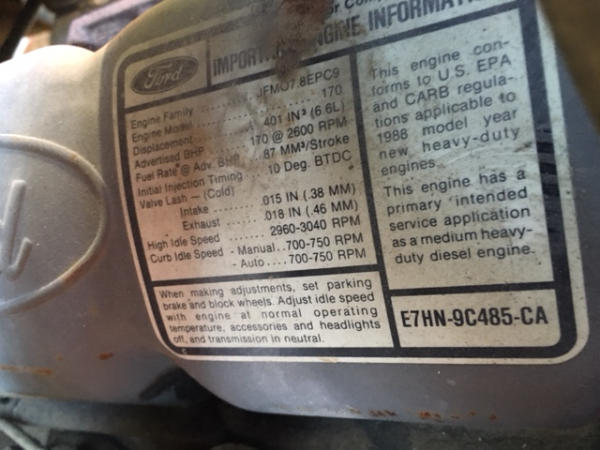 or Com
Ford
IMPORTANT ENGINE INFORMAT
Engine Family ........ JFM07.8EPC9
Engine Model ........ 170
Displacement ........ 401 IN³ (6.6L)
Advertised BHP .... 170 @ 2600 RPM
Fuel Rate @ Adv. BHP .. 87 MM³/Stroke
Initial Injection Timing .. 10 Deg. BTDC
Valve Lash — (Cold)
Intake ........ .015 IN (.38 MM)
Exhaust ...... .018 IN (.46 MM)
High Idle Speed ...... 2960-3040 RPM
Curb Idle Speed - Manual..700-750 RPM
- Auto....700-750 RPM
When making adjustments, set parking
brake and block wheels. Adjust idle speed
with engine at normal operating
temperature, accessories and headlights
off, and transmission in neutral.
This engine con-
forms to U.S. EPA
and CARB regula-
tions applicable to
1988 model year
new heavy-duty
engines.
This engine has a
primary intended
service application
as a medium heavy-
duty diesel engine.
E7HN-9C485-CA